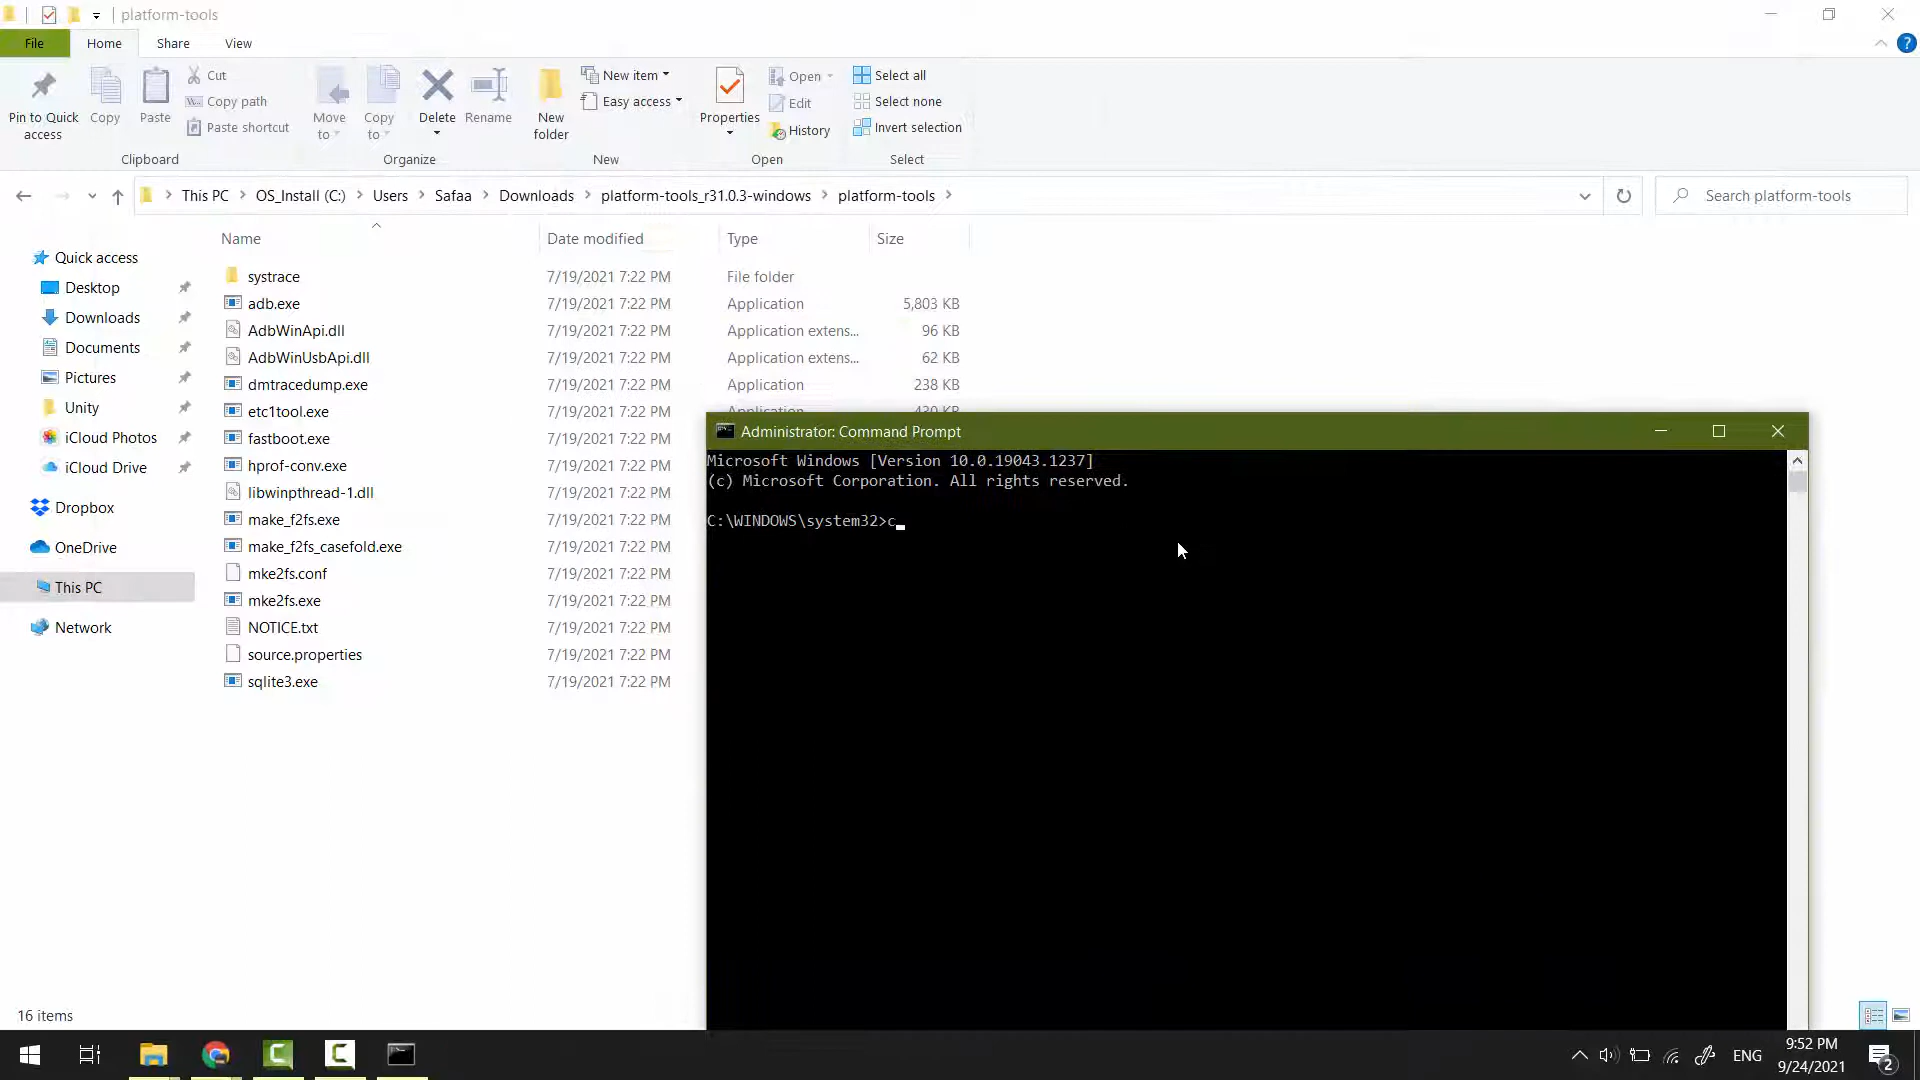 platform-tools
File Home Share View
Pin to Quick access
Copy
Paste
Cut
Copy path
Paste shortcut
Clipboard
Move to
Copy to
Delete
Rename
Organize
New folder
New item
Easy access
New
Properties
Open
Edit
History
Open
Select all
Select none
Invert selection
Select
This PC OS_Install (C:) Users Safaa Downloads platform-tools_r31.0.3-windows platform-tools
Search platform-tools
Quick access
Desktop
Downloads
Documents
Pictures
Unity
iCloud Photos
iCloud Drive
Dropbox
OneDrive
This PC
Network
Name Date modified Type Size
systrace 7/19/2021 7:22 PM File folder
adb.exe 7/19/2021 7:22 PM Application 5,803 KB
AdbWinApi.dll 7/19/2021 7:22 PM Application extens... 96 KB
AdbWinUsbApi.dll 7/19/2021 7:22 PM Application extens... 62 KB
dmtracedump.exe 7/19/2021 7:22 PM Application 238 KB
etc1tool.exe 7/19/2021 7:22 PM Application 430 KB
fastboot.exe 7/19/2021 7:22 PM
hprof-conv.exe 7/19/2021 7:22 PM
libwinpthread-1.dll 7/19/2021 7:22 PM
make_f2fs.exe 7/19/2021 7:22 PM
make_f2fs_casefold.exe 7/19/2021 7:22 PM
mke2fs.conf 7/19/2021 7:22 PM
mke2fs.exe 7/19/2021 7:22 PM
NOTICE.txt 7/19/2021 7:22 PM
source.properties 7/19/2021 7:22 PM
sqlite3.exe 7/19/2021 7:22 PM
Administrator: Command Prompt
Microsoft Windows [Version 10.0.19043.1237]
(c) Microsoft Corporation. All rights reserved.
C:\WINDOWS\system32>c
16 items
ENG
9:52 PM
9/24/2021
2